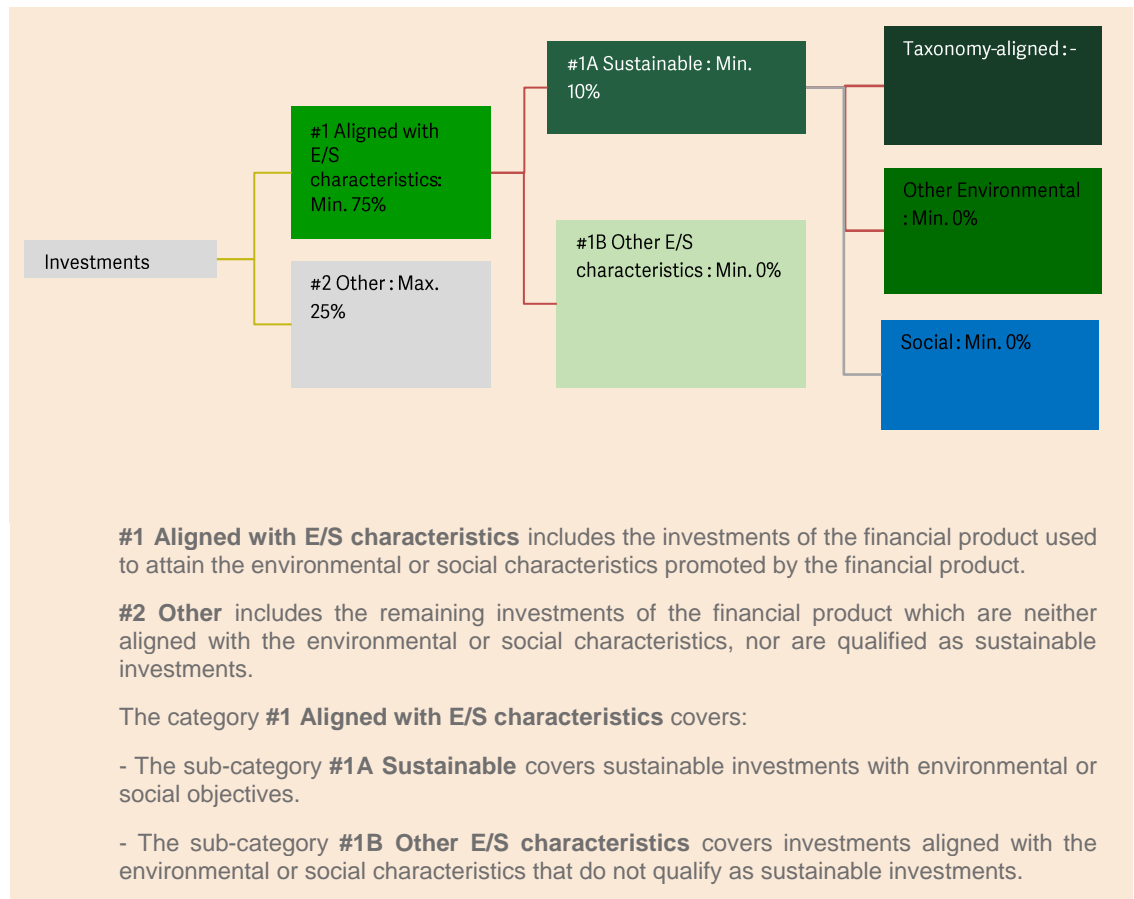 Investments
#1 Aligned with
E/S
characteristics:
Min. 75%
#2 Other : Max.
25%
#1A Sustainable : Min.
10%
#1B Other E/S
characteristics : Min. 0%
Taxonomy-aligned : -
Other Environmental
: Min. 0%
Social : Min. 0%
#1 Aligned with E/S characteristics includes the investments of the financial product used
to attain the environmental or social characteristics promoted by the financial product.
#2 Other includes the remaining investments of the financial product which are neither
aligned with the environmental or social characteristics, nor are qualified as sustainable
investments.
The category #1 Aligned with E/S characteristics covers:
- The sub-category #1A Sustainable covers sustainable investments with environmental or
social objectives.
- The sub-category #1B Other E/S characteristics covers investments aligned with the
environmental or social characteristics that do not qualify as sustainable investments.